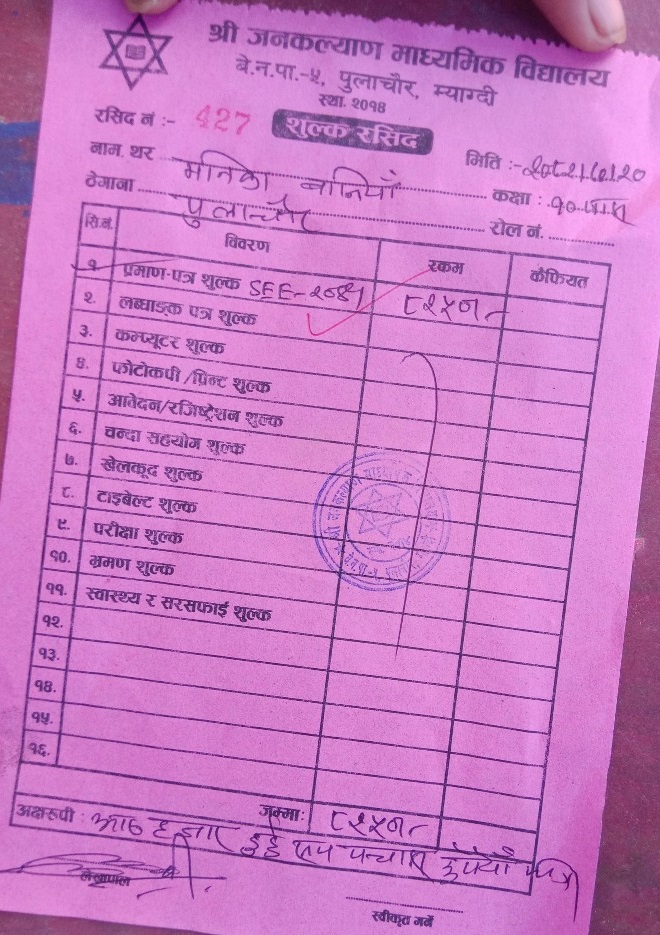 श्री जनकल्याण माध्यमिक विद्यालय
बे.न.पा.-५, पुलाचौर, म्याग्दी
स्था. २०१४
रसिद नं :- 427
शुल्क रसिद
मिति :-
नाम, थर मनिका बानियाँ
कक्षा : १०
ठेगाना पुलाचौर
रोल नं.
सि.नं. विवरण रकम कैफियत
१. प्रमाण-पत्र शुल्क SEE-२०८१ ८२५०।-
२. लब्धाङ्क पत्र शुल्क
३. कम्प्यूटर शुल्क
४. फोटोकपी /प्रिन्ट शुल्क
५. आवेदन/रजिष्ट्रेशन शुल्क
६. चन्दा सहयोग शुल्क
७. खेलकूद शुल्क
८. टाइबेल्ट शुल्क
९. परीक्षा शुल्क
१०. भ्रमण शुल्क
११. स्वास्थ्य र सरसफाई शुल्क
१२.
१३.
१४.
१५.
१६.
जम्माः ८२५०।-
अक्षरूपी : आठ हजार दुई सय पचास रूपैयाँ मात्र
लेखापाल
स्वीकृत गर्ने